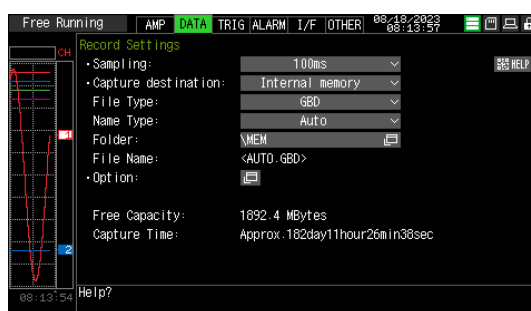 Free Running AMP DATA TRIG ALARM I/F OTHER 08/18/2023 08:13:57
CH Record Settings
・Sampling: 100ms
HELP
・Capture destination: Internal memory
File Type: GBD
Name Type: Auto
1
Folder: \MEM
File Name: <AUTO.GBD>
・Option:
Free Capacity: 1892.4 MBytes
Capture Time: Approx.182day11hour26min38sec
2
08:13:54 Help?